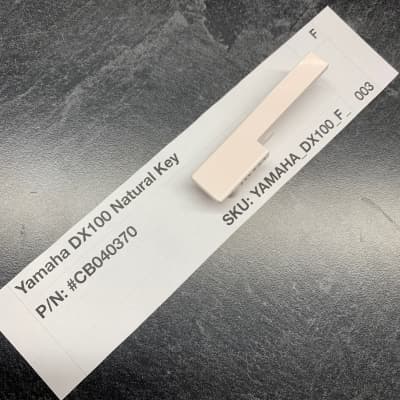 F
Yamaha DX100 Natural Key
P/N: #CB040370
SKU: YAMAHA_DX100_F_ 003